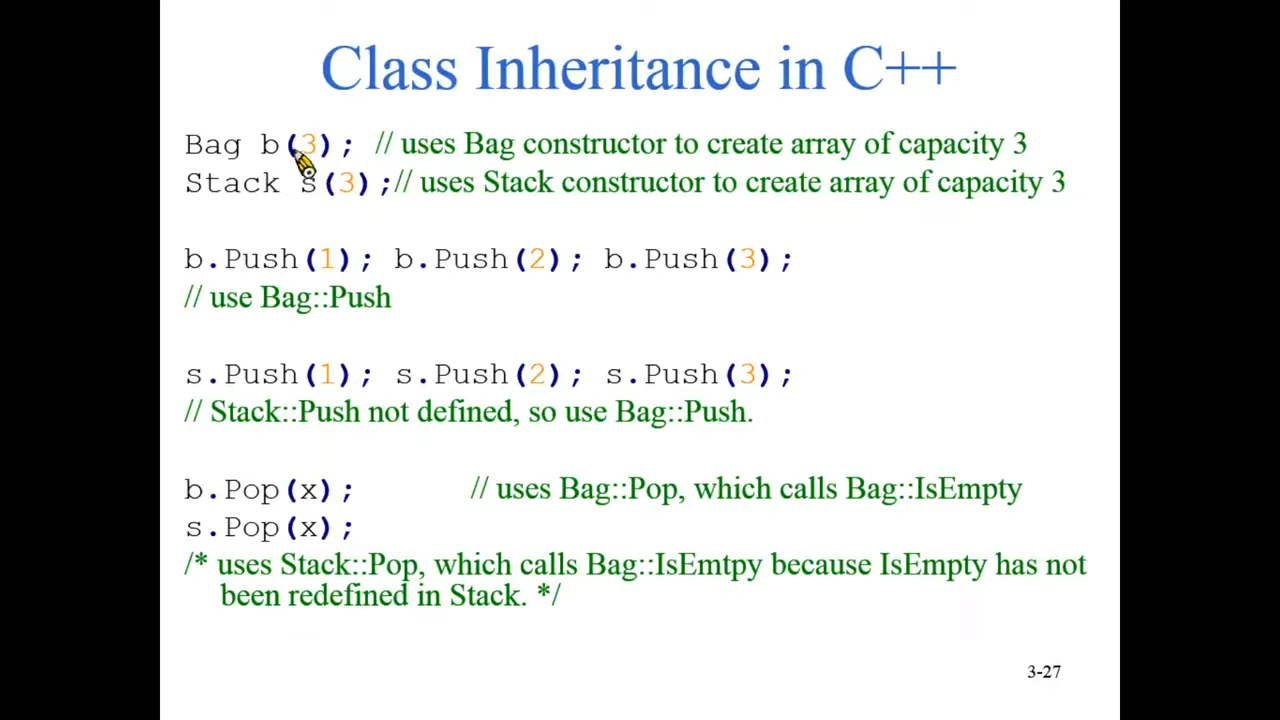 Class Inheritance in C++
Bag b(3); // uses Bag constructor to create array of capacity 3
Stack s(3);// uses Stack constructor to create array of capacity 3
b.Push(1); b.Push(2); b.Push(3);
// use Bag::Push
s.Push(1); s.Push(2); s.Push(3);
// Stack::Push not defined, so use Bag::Push.
b.Pop(x); // uses Bag::Pop, which calls Bag::IsEmpty
s.Pop(x);
/* uses Stack::Pop, which calls Bag::IsEmtpy because IsEmpty has not
been redefined in Stack. */
3-27